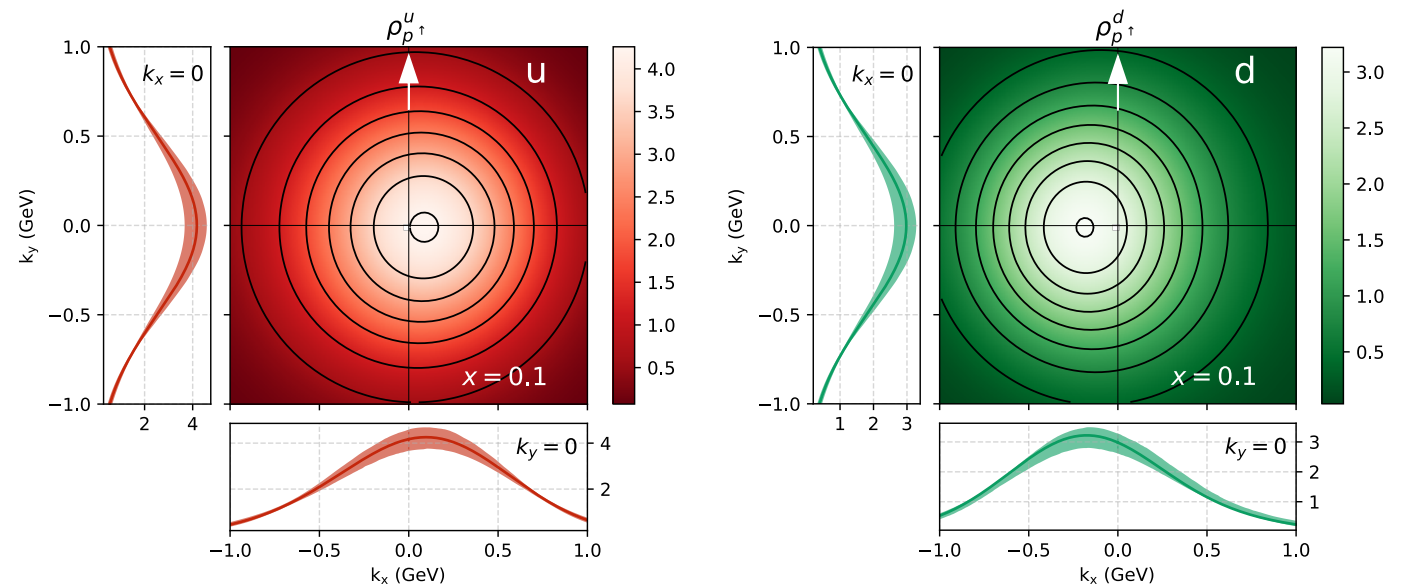 ρ_{p↑}^{u}
u
k_x = 0
x = 0.1
k_y = 0
k_y (GeV)
1.0
0.5
0.0
−0.5
−1.0
2 4
4.0
3.5
3.0
2.5
2.0
1.5
1.0
0.5
4
2
−1.0 −0.5 0.0 0.5 1.0
k_x (GeV)
ρ_{p↑}^{d}
d
k_x = 0
x = 0.1
k_y = 0
k_y (GeV)
1.0
0.5
0.0
−0.5
−1.0
1 2 3
3.0
2.5
2.0
1.5
1.0
0.5
3
2
1
−1.0 −0.5 0.0 0.5 1.0
k_x (GeV)